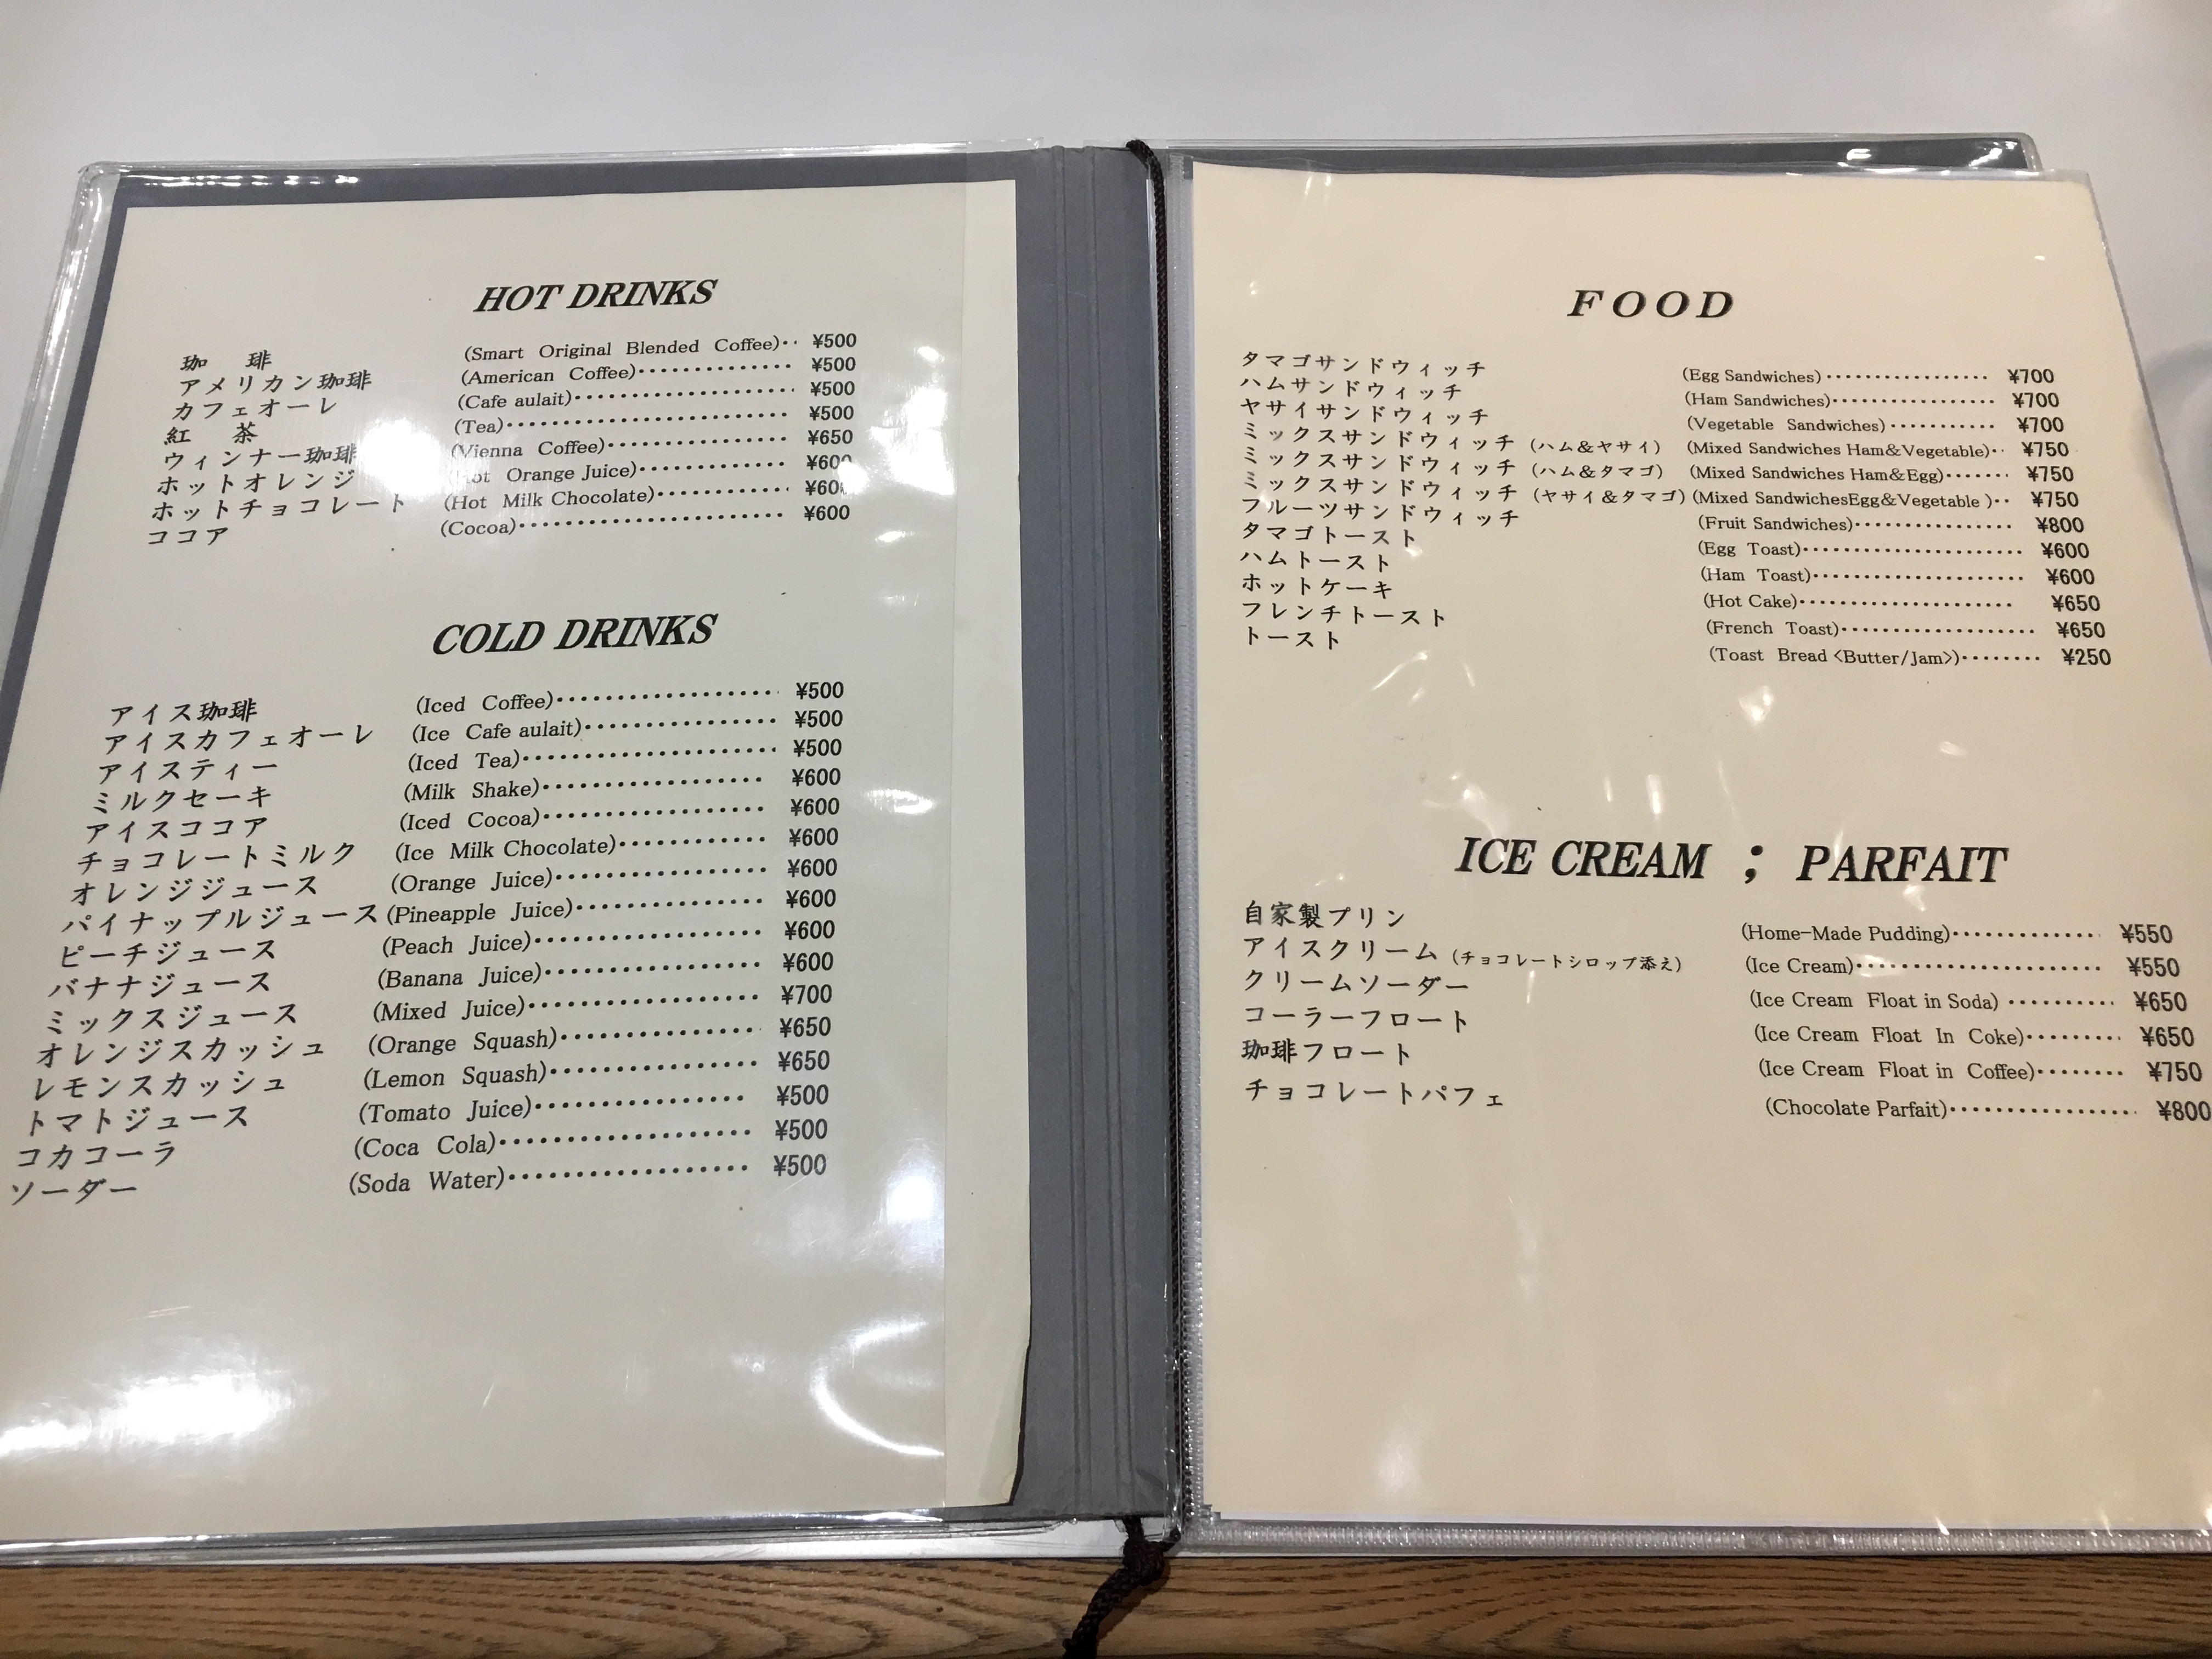 HOT DRINKS
珈 琲 (Smart Original Blended Coffee)‥ ¥500
アメリカン珈琲 (American Coffee)‥‥‥‥‥‥‥ ¥500
カフェオーレ (Cafe aulait)‥‥‥‥‥‥‥‥‥‥ ¥500
紅 茶 (Tea)‥‥‥‥‥‥‥‥‥‥‥‥‥ ¥500
ウィンナー珈琲 (Vienna Coffee)‥‥‥‥‥‥‥‥ ¥650
ホットオレンジ (Hot Orange Juice)‥‥‥‥‥‥‥ ¥600
ホットチョコレート (Hot Milk Chocolate)‥‥‥‥‥‥ ¥600
ココア (Cocoa)‥‥‥‥‥‥‥‥‥‥‥‥ ¥600
COLD DRINKS
アイス珈琲 (Iced Coffee)‥‥‥‥‥‥‥‥‥ ¥500
アイスカフェオーレ (Ice Cafe aulait)‥‥‥‥‥‥‥‥ ¥500
アイスティー (Iced Tea)‥‥‥‥‥‥‥‥‥‥ ¥500
ミルクセーキ (Milk Shake)‥‥‥‥‥‥‥‥‥ ¥600
アイスココア (Iced Cocoa)‥‥‥‥‥‥‥‥‥ ¥600
チョコレートミルク (Ice Milk Chocolate)‥‥‥‥‥‥ ¥600
オレンジジュース (Orange Juice)‥‥‥‥‥‥‥‥ ¥600
パイナップルジュース (Pineapple Juice)‥‥‥‥‥‥‥ ¥600
ピーチジュース (Peach Juice)‥‥‥‥‥‥‥‥‥ ¥600
バナナジュース (Banana Juice)‥‥‥‥‥‥‥‥ ¥600
ミックスジュース (Mixed Juice)‥‥‥‥‥‥‥‥‥ ¥700
オレンジスカッシュ (Orange Squash)‥‥‥‥‥‥‥ ¥650
レモンスカッシュ (Lemon Squash)‥‥‥‥‥‥‥‥ ¥650
トマトジュース (Tomato Juice)‥‥‥‥‥‥‥‥ ¥500
コカコーラ (Coca Cola)‥‥‥‥‥‥‥‥‥ ¥500
ソーダー (Soda Water)‥‥‥‥‥‥‥‥‥ ¥500
FOOD
タマゴサンドウィッチ (Egg Sandwiches)‥‥‥‥‥‥‥‥ ¥700
ハムサンドウィッチ (Ham Sandwiches)‥‥‥‥‥‥‥‥ ¥700
ヤサイサンドウィッチ (Vegetable Sandwiches)‥‥‥‥‥ ¥700
ミックスサンドウィッチ (ハム&ヤサイ) (Mixed Sandwiches Ham&Vegetable)‥ ¥750
ミックスサンドウィッチ (ハム&タマゴ) (Mixed Sandwiches Ham&Egg)‥‥‥ ¥750
ミックスサンドウィッチ (ヤサイ&タマゴ) (Mixed SandwichesEgg&Vegetable )‥ ¥750
フルーツサンドウィッチ (Fruit Sandwiches)‥‥‥‥‥‥‥ ¥800
タマゴトースト (Egg Toast)‥‥‥‥‥‥‥‥‥‥ ¥600
ハムトースト (Ham Toast)‥‥‥‥‥‥‥‥‥‥ ¥600
ホットケーキ (Hot Cake)‥‥‥‥‥‥‥‥‥‥ ¥650
フレンチトースト (French Toast)‥‥‥‥‥‥‥‥‥ ¥650
トースト (Toast Bread <Butter/Jam>)‥‥‥‥ ¥250
ICE CREAM ; PARFAIT
自家製プリン (Home-Made Pudding)‥‥‥‥‥‥ ¥550
アイスクリーム (チョコレートシロップ添え) (Ice Cream)‥‥‥‥‥‥‥‥‥‥ ¥550
クリームソーダー (Ice Cream Float in Soda) ‥‥‥‥ ¥650
コーラーフロート (Ice Cream Float In Coke)‥‥‥‥ ¥650
珈琲フロート (Ice Cream Float in Coffee)‥‥‥‥ ¥750
チョコレートパフェ (Chocolate Parfait)‥‥‥‥‥‥‥ ¥800